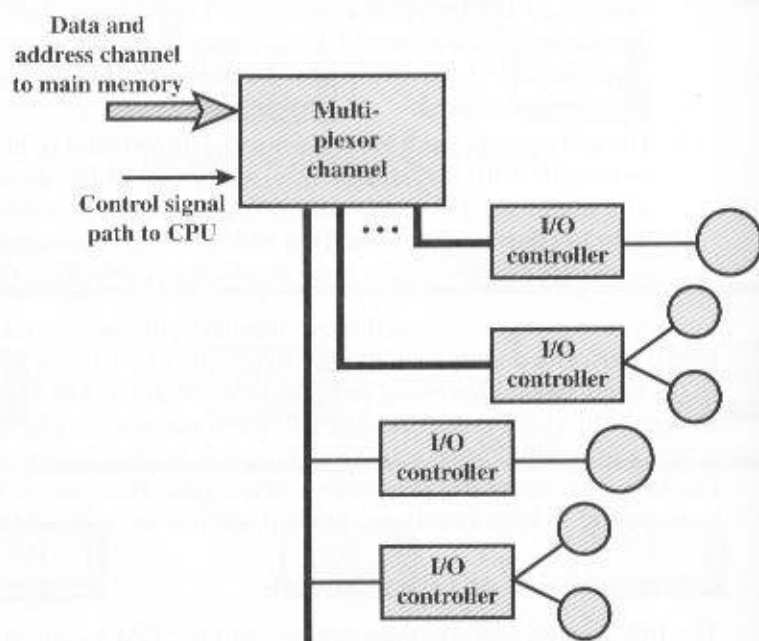 Data and
address channel
to main memory
Multi-
plexor
channel
Control signal
path to CPU
...
I/O
controller
I/O
controller
I/O
controller
I/O
controller